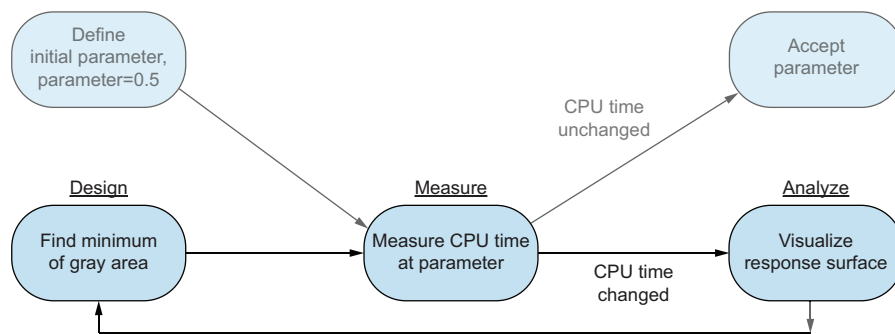 Define
initial parameter,
parameter=0.5
Accept
parameter
CPU time
unchanged
Design
Measure
Analyze
Find minimum
of gray area
Measure CPU time
at parameter
CPU time
changed
Visualize
response surface